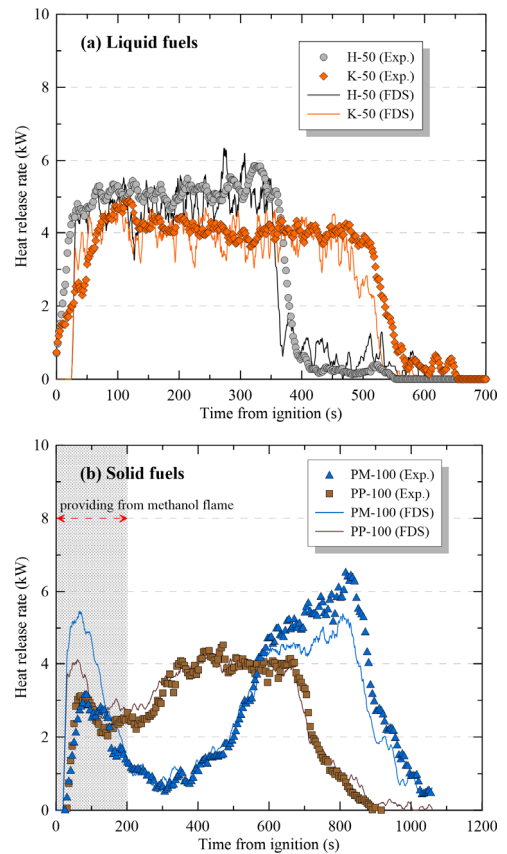 (a) Liquid fuels
H-50 (Exp.)
K-50 (Exp.)
H-50 (FDS)
K-50 (FDS)
Heat release rate (kW)
10
8
6
4
2
0
0 100 200 300 400 500 600 700
Time from ignition (s)
(b) Solid fuels
providing from methanol flame
PM-100 (Exp.)
PP-100 (Exp.)
PM-100 (FDS)
PP-100 (FDS)
Heat release rate (kW)
10
8
6
4
2
0
0 200 400 600 800 1000 1200
Time from ignition (s)